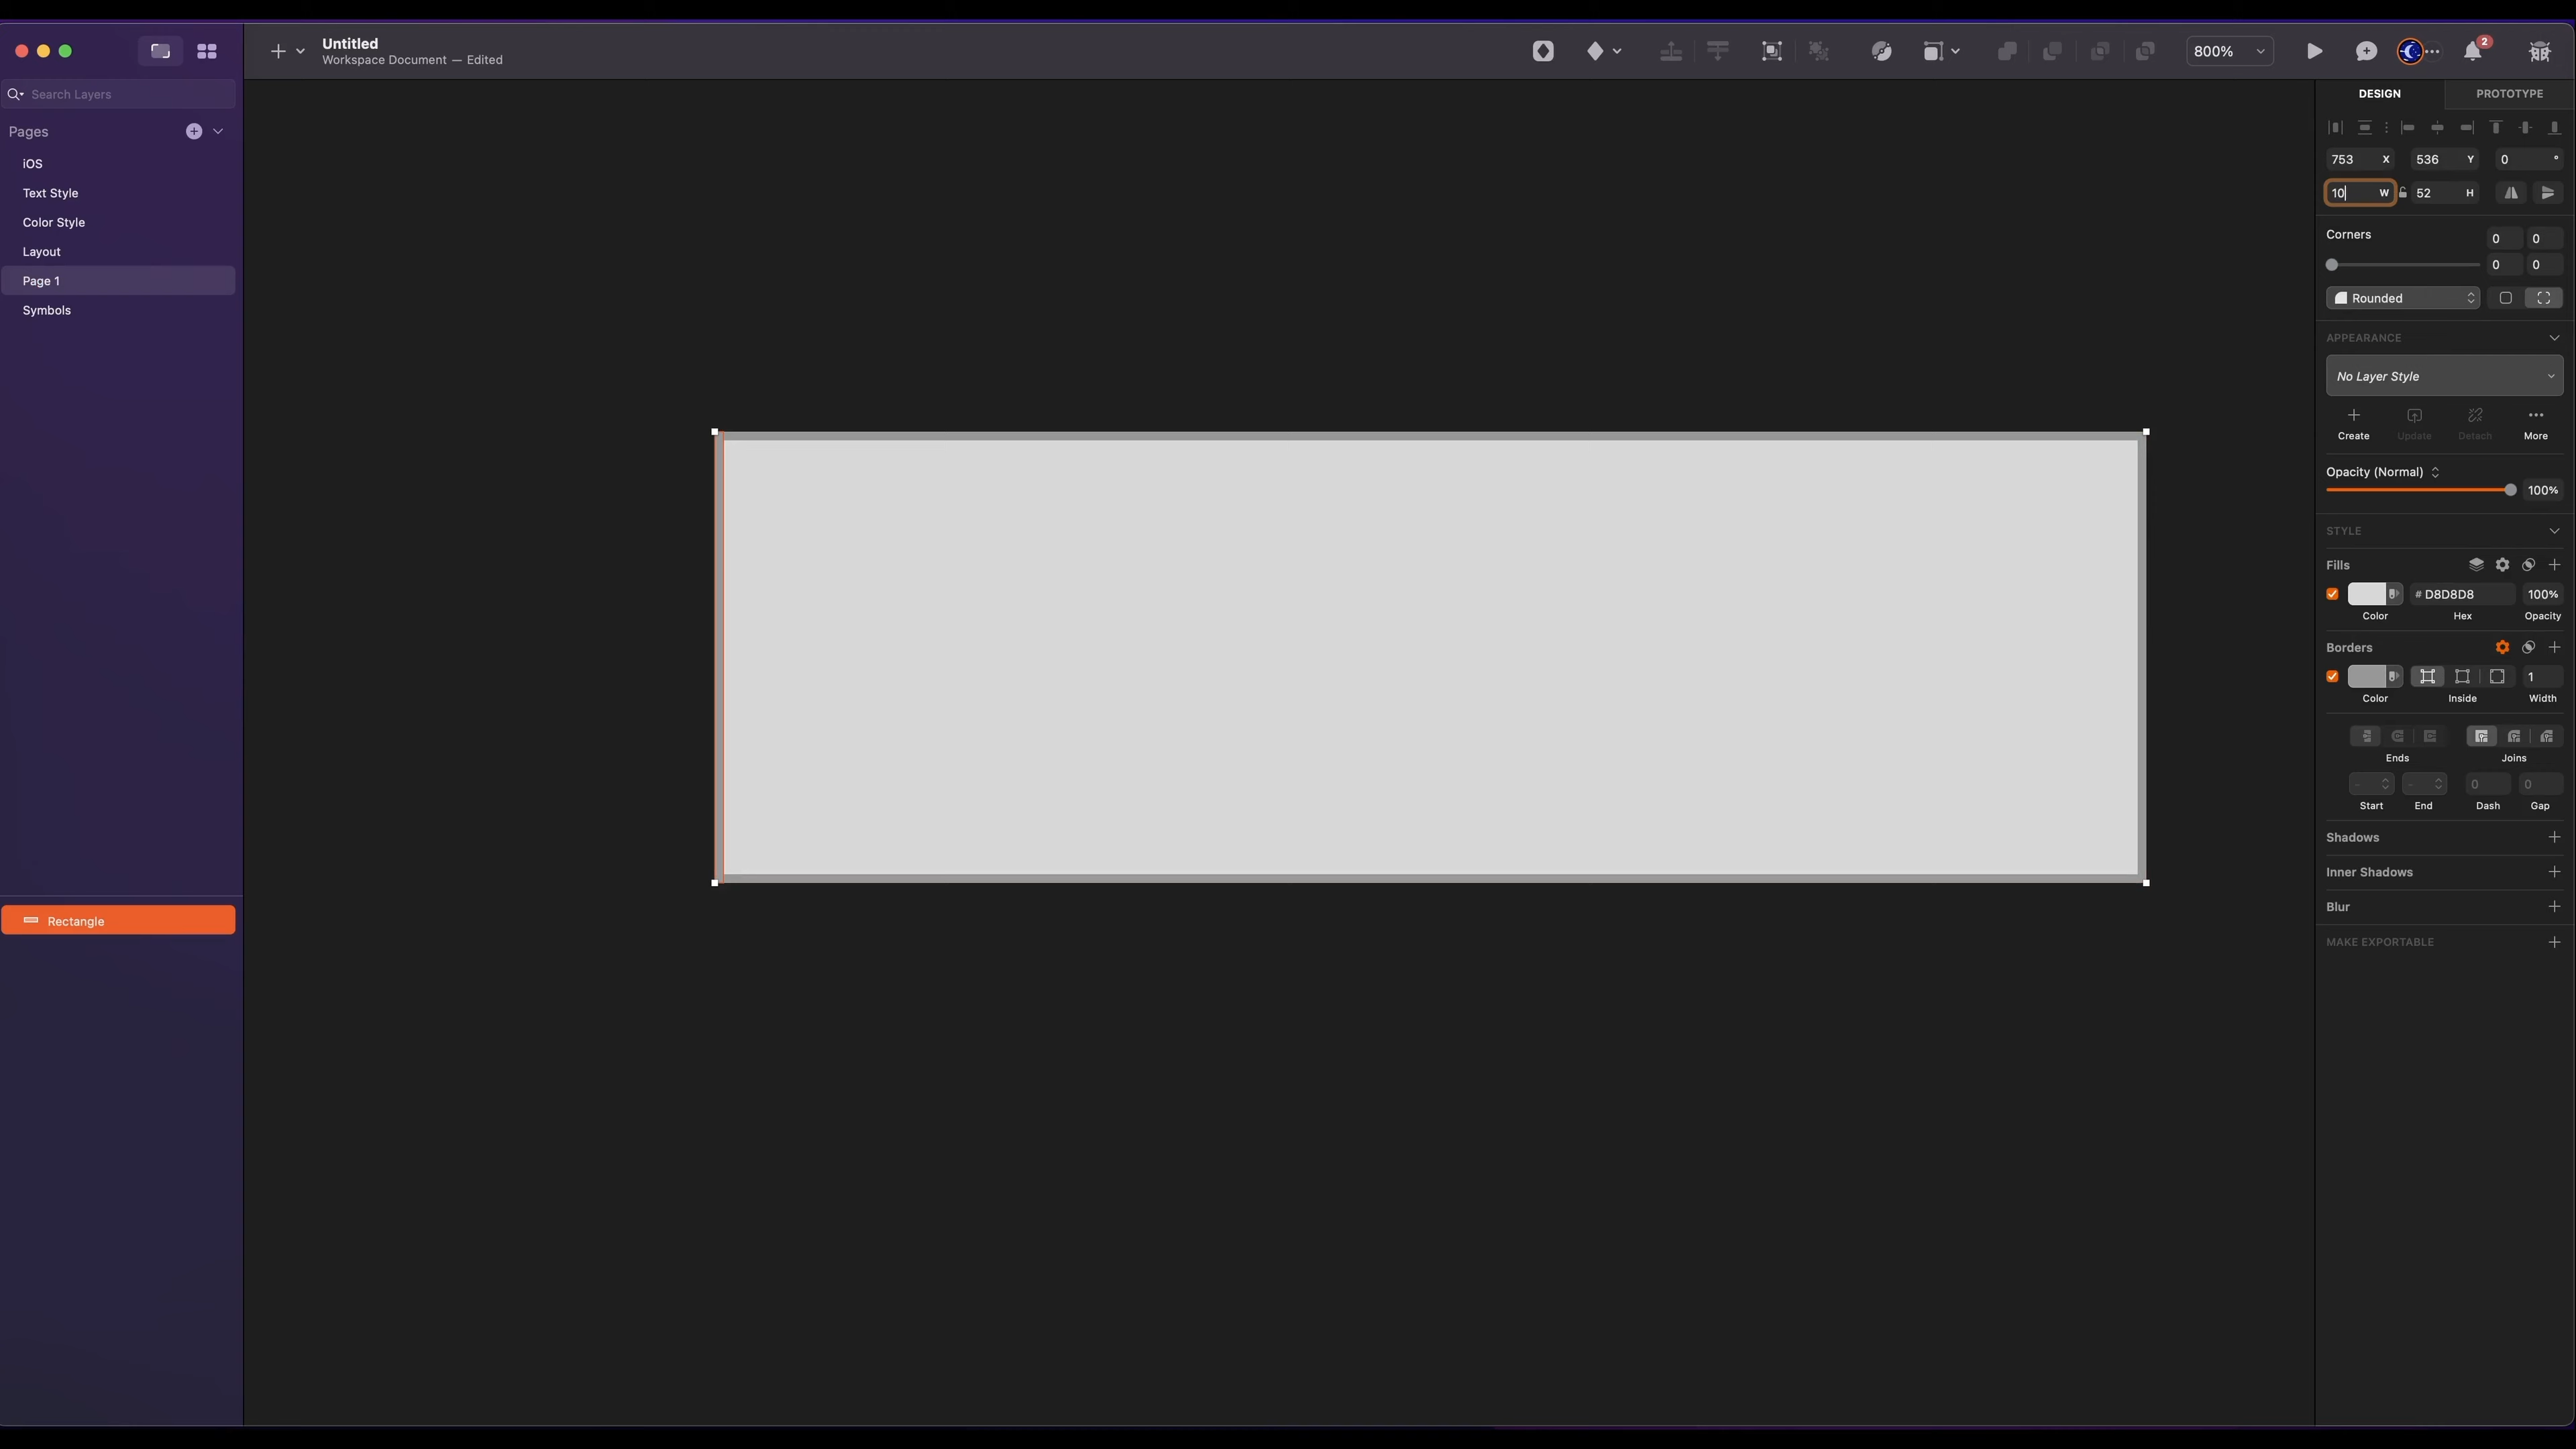 Untitled
Workspace Document — Edited
800%
2
Search Layers
Pages
iOS
Text Style
Color Style
Layout
Page 1
Symbols
Rectangle
DESIGN
PROTOTYPE
753 X 536 Y 0 °
10 W 52 H
Corners
0 0
0 0
Rounded
APPEARANCE
No Layer Style
Create Update Detach More
Opacity (Normal)
100%
STYLE
Fills
# D8D8D8 100%
Color Hex Opacity
Borders
1
Color Inside Width
Ends Joins
- - 0 0
Start End Dash Gap
Shadows
Inner Shadows
Blur
MAKE EXPORTABLE